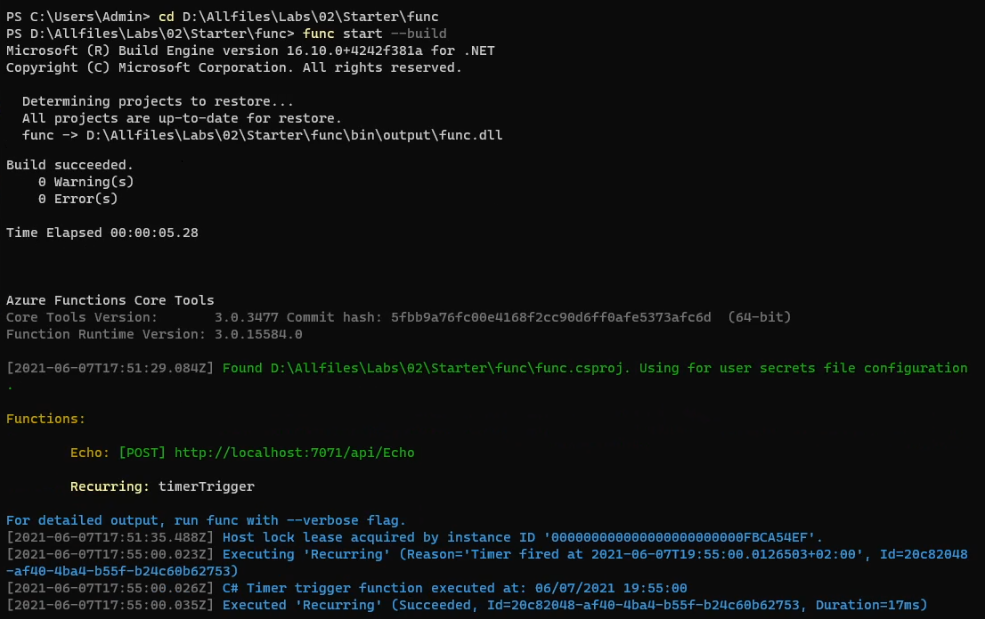 PS C:\Users\Admin> cd D:\Allfiles\Labs\02\Starter\func
PS D:\Allfiles\Labs\02\Starter\func> func start --build
Microsoft (R) Build Engine version 16.10.0+4242f381a for .NET
Copyright (C) Microsoft Corporation. All rights reserved.
Determining projects to restore...
All projects are up-to-date for restore.
func -> D:\Allfiles\Labs\02\Starter\func\bin\output\func.dll
Build succeeded.
0 Warning(s)
0 Error(s)
Time Elapsed 00:00:05.28
Azure Functions Core Tools
Core Tools Version: 3.0.3477 Commit hash: 5fbb9a76fc00e4168f2cc90d6ff0afe5373afc6d (64-bit)
Function Runtime Version: 3.0.15584.0
[2021-06-07T17:51:29.084Z] Found D:\Allfiles\Labs\02\Starter\func\func.csproj. Using for user secrets file configuration
.
Functions:
Echo: [POST] http://localhost:7071/api/Echo
Recurring: timerTrigger
For detailed output, run func with --verbose flag.
[2021-06-07T17:51:35.488Z] Host lock lease acquired by instance ID '000000000000000000000000FBCA54EF'.
[2021-06-07T17:55:00.023Z] Executing 'Recurring' (Reason='Timer fired at 2021-06-07T19:55:00.0126503+02:00', Id=20c82048
-af40-4ba4-b55f-b24c60b62753)
[2021-06-07T17:55:00.026Z] C# Timer trigger function executed at: 06/07/2021 19:55:00
[2021-06-07T17:55:00.035Z] Executed 'Recurring' (Succeeded, Id=20c82048-af40-4ba4-b55f-b24c60b62753, Duration=17ms)